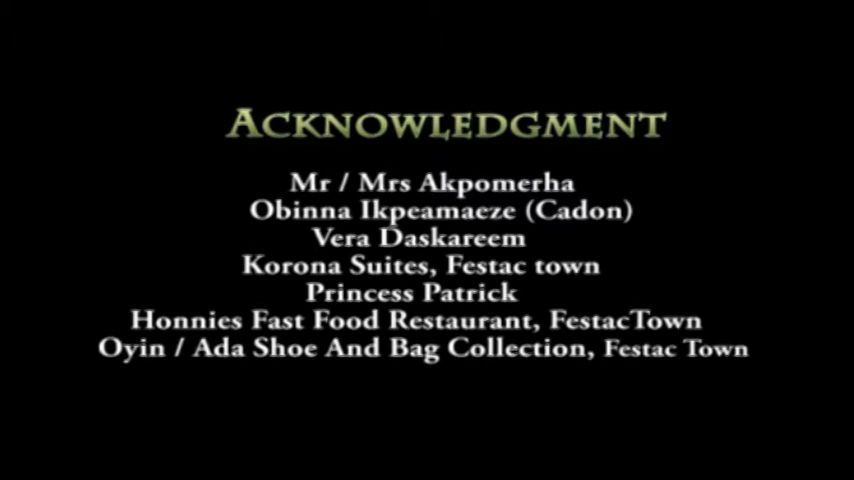 ACKNOWLEDGMENT
Mr / Mrs Akpomerha
Obinna Ikpeamaeze (Cadon)
Vera Daskareem
Korona Suites, Festac town
Princess Patrick
Honnies Fast Food Restaurant, FestacTown
Oyin / Ada Shoe And Bag Collection, Festac Town